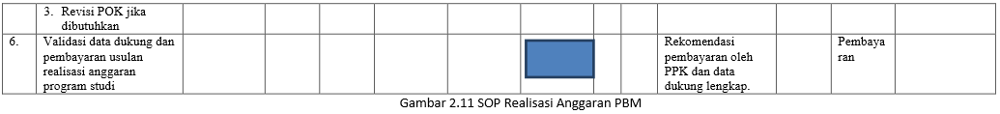 3. Revisi POK jika
dibutuhkan
6.
Validasi data dukung dan
pembayaran usulan
realisasi anggaran
program studi
Rekomendasi
pembayaran oleh
PPK dan data
dukung lengkap.
Pembaya
ran
Gambar 2.11 SOP Realisasi Anggaran PBM